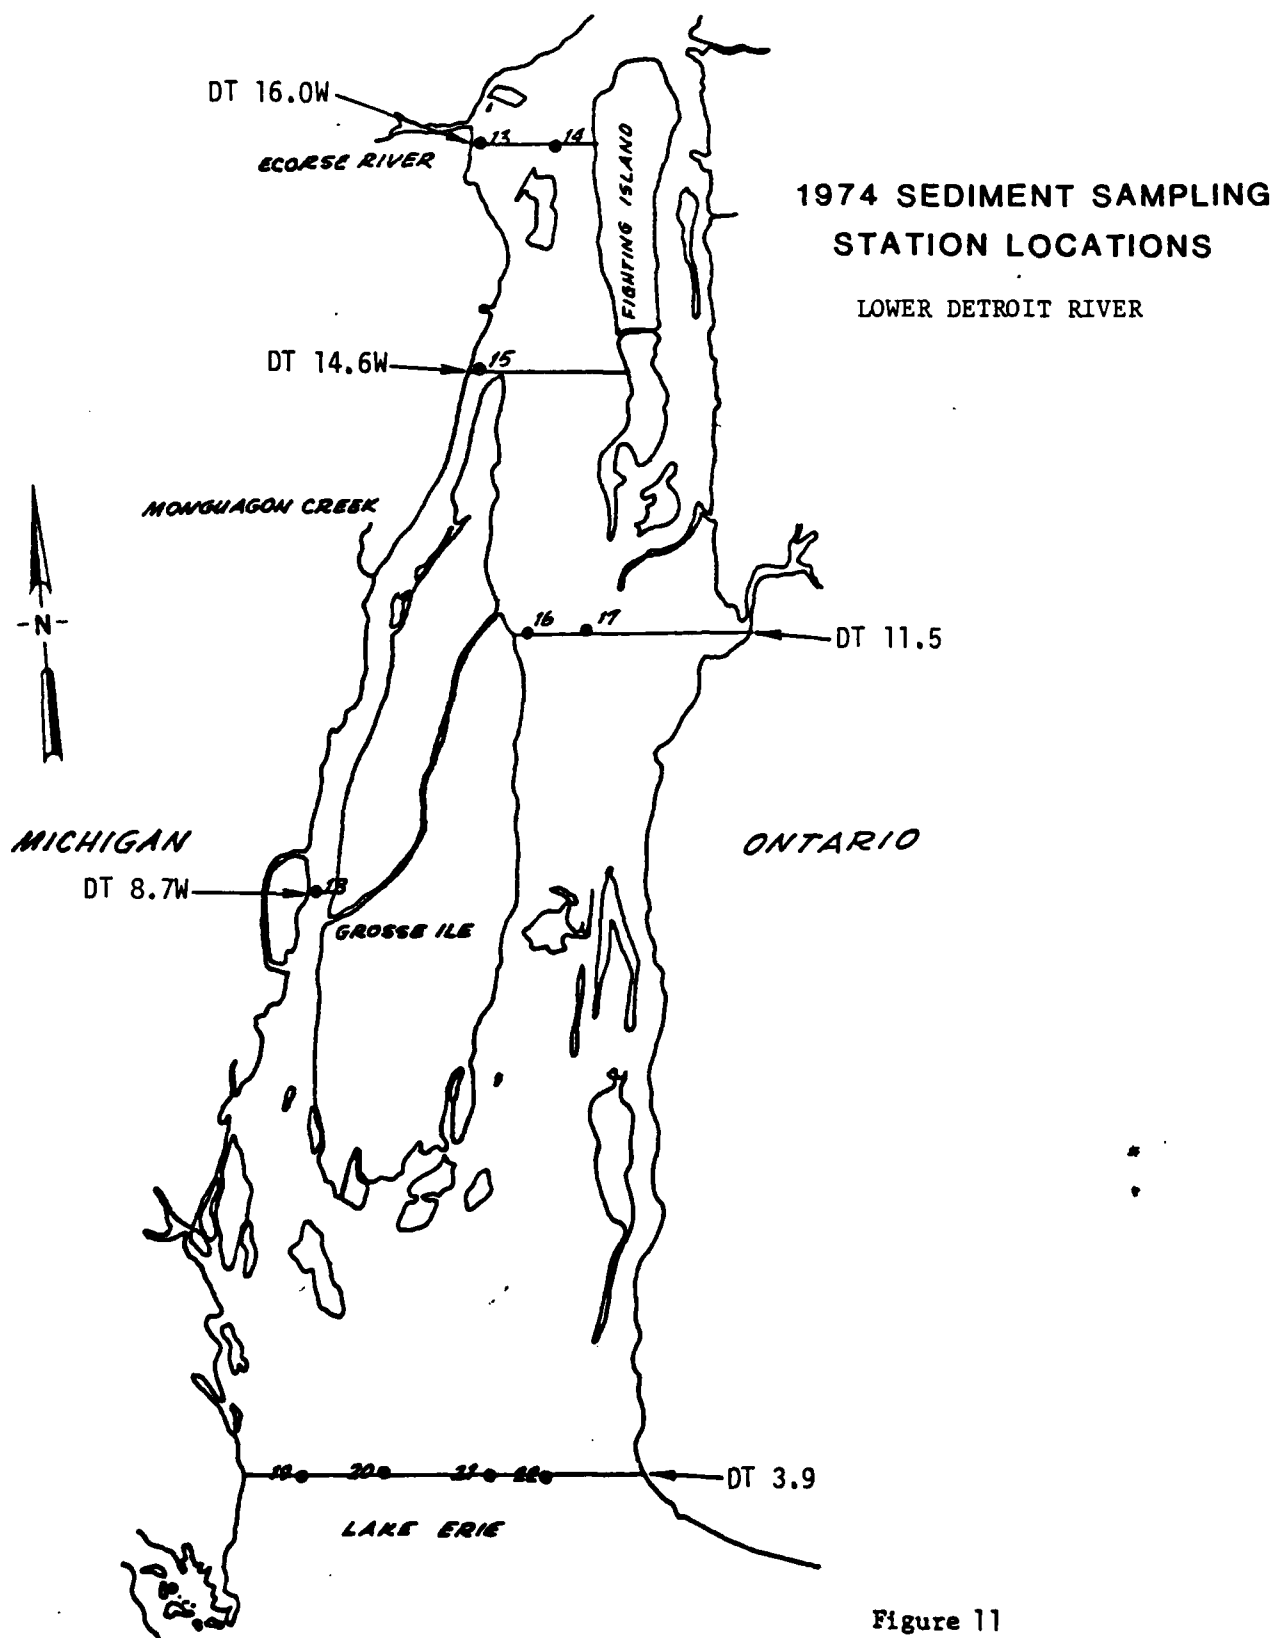 DT 16.0W
13
14
ECORSE RIVER
FIGHTING ISLAND
1974 SEDIMENT SAMPLING
STATION LOCATIONS
LOWER DETROIT RIVER
DT 14.6W
15
MONGUAGON CREEK
-N-
16
17
DT 11.5
MICHIGAN
ONTARIO
DT 8.7W
18
GROSSE ILE
19
20
21
22
DT 3.9
LAKE ERIE
Figure 11